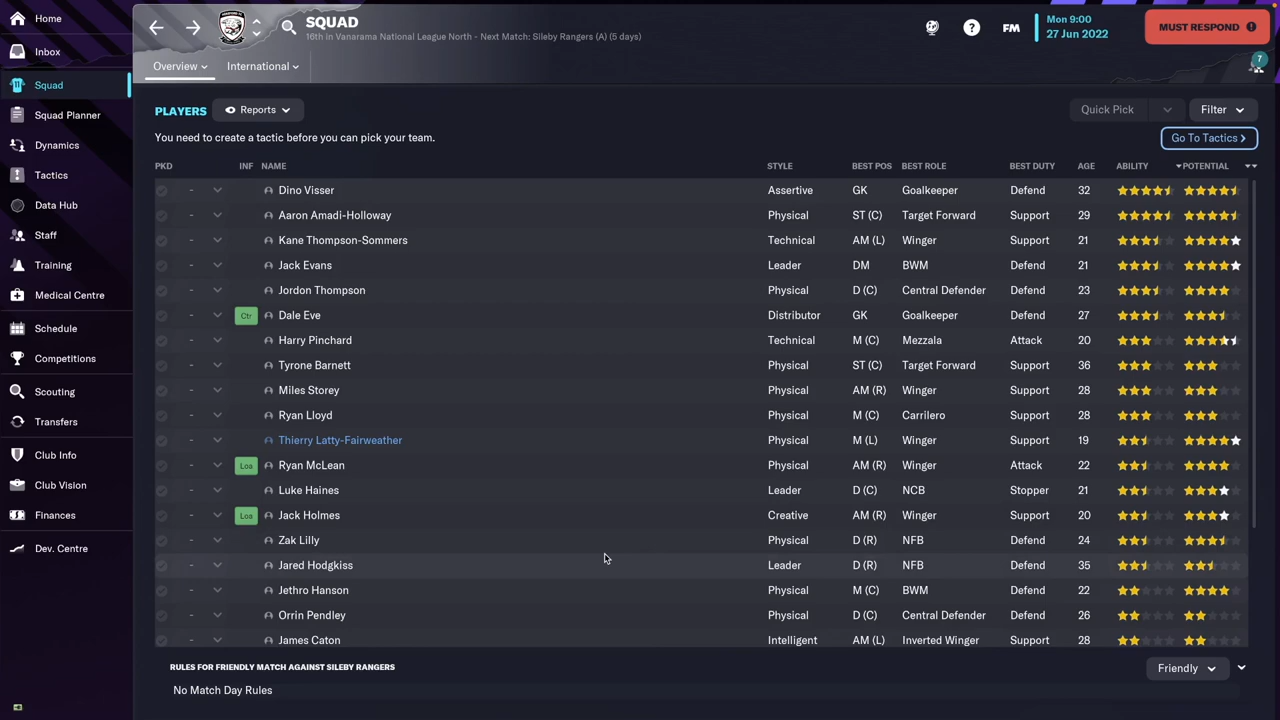 Home
SQUAD
16th in Vanarama National League North - Next Match: Sileby Rangers (A) (5 days)
FM
Mon 9:00
27 Jun 2022
MUST RESPOND
Inbox
Squad
Squad Planner
Dynamics
Tactics
Data Hub
Staff
Training
Medical Centre
Schedule
Competitions
Scouting
Transfers
Club Info
Club Vision
Finances
Dev. Centre
Overview
International
7
PLAYERS
Reports
Quick Pick
Filter
You need to create a tactic before you can pick your team.
Go To Tactics >
PKD INF NAME STYLE BEST POS BEST ROLE BEST DUTY AGE ABILITY POTENTIAL
- Dino Visser Assertive GK Goalkeeper Defend 32
- Aaron Amadi-Holloway Physical ST (C) Target Forward Support 29
- Kane Thompson-Sommers Technical AM (L) Winger Support 21
- Jack Evans Leader DM BWM Defend 21
- Jordon Thompson Physical D (C) Central Defender Defend 23
- Ctr Dale Eve Distributor GK Goalkeeper Defend 27
- Harry Pinchard Technical M (C) Mezzala Attack 20
- Tyrone Barnett Physical ST (C) Target Forward Support 36
- Miles Storey Physical AM (R) Winger Support 28
- Ryan Lloyd Physical M (C) Carrilero Support 28
- Thierry Latty-Fairweather Physical M (L) Winger Support 19
- Loa Ryan McLean Physical AM (R) Winger Attack 22
- Luke Haines Leader D (C) NCB Stopper 21
- Loa Jack Holmes Creative AM (R) Winger Support 20
- Zak Lilly Physical D (R) NFB Defend 24
- Jared Hodgkiss Leader D (R) NFB Defend 35
- Jethro Hanson Physical M (C) BWM Defend 22
- Orrin Pendley Physical D (C) Central Defender Defend 26
- James Caton Intelligent AM (L) Inverted Winger Support 28
RULES FOR FRIENDLY MATCH AGAINST SILEBY RANGERS
Friendly
No Match Day Rules